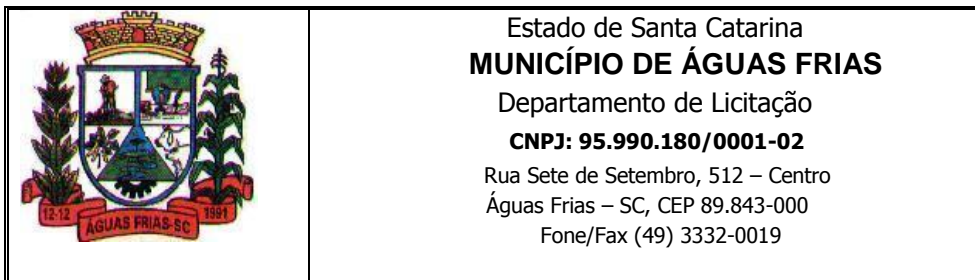 12-12
ÁGUAS FRIAS-SC
1991
Estado de Santa Catarina
MUNICÍPIO DE ÁGUAS FRIAS
Departamento de Licitação
CNPJ: 95.990.180/0001-02
Rua Sete de Setembro, 512 – Centro
Águas Frias – SC, CEP 89.843-000
Fone/Fax (49) 3332-0019